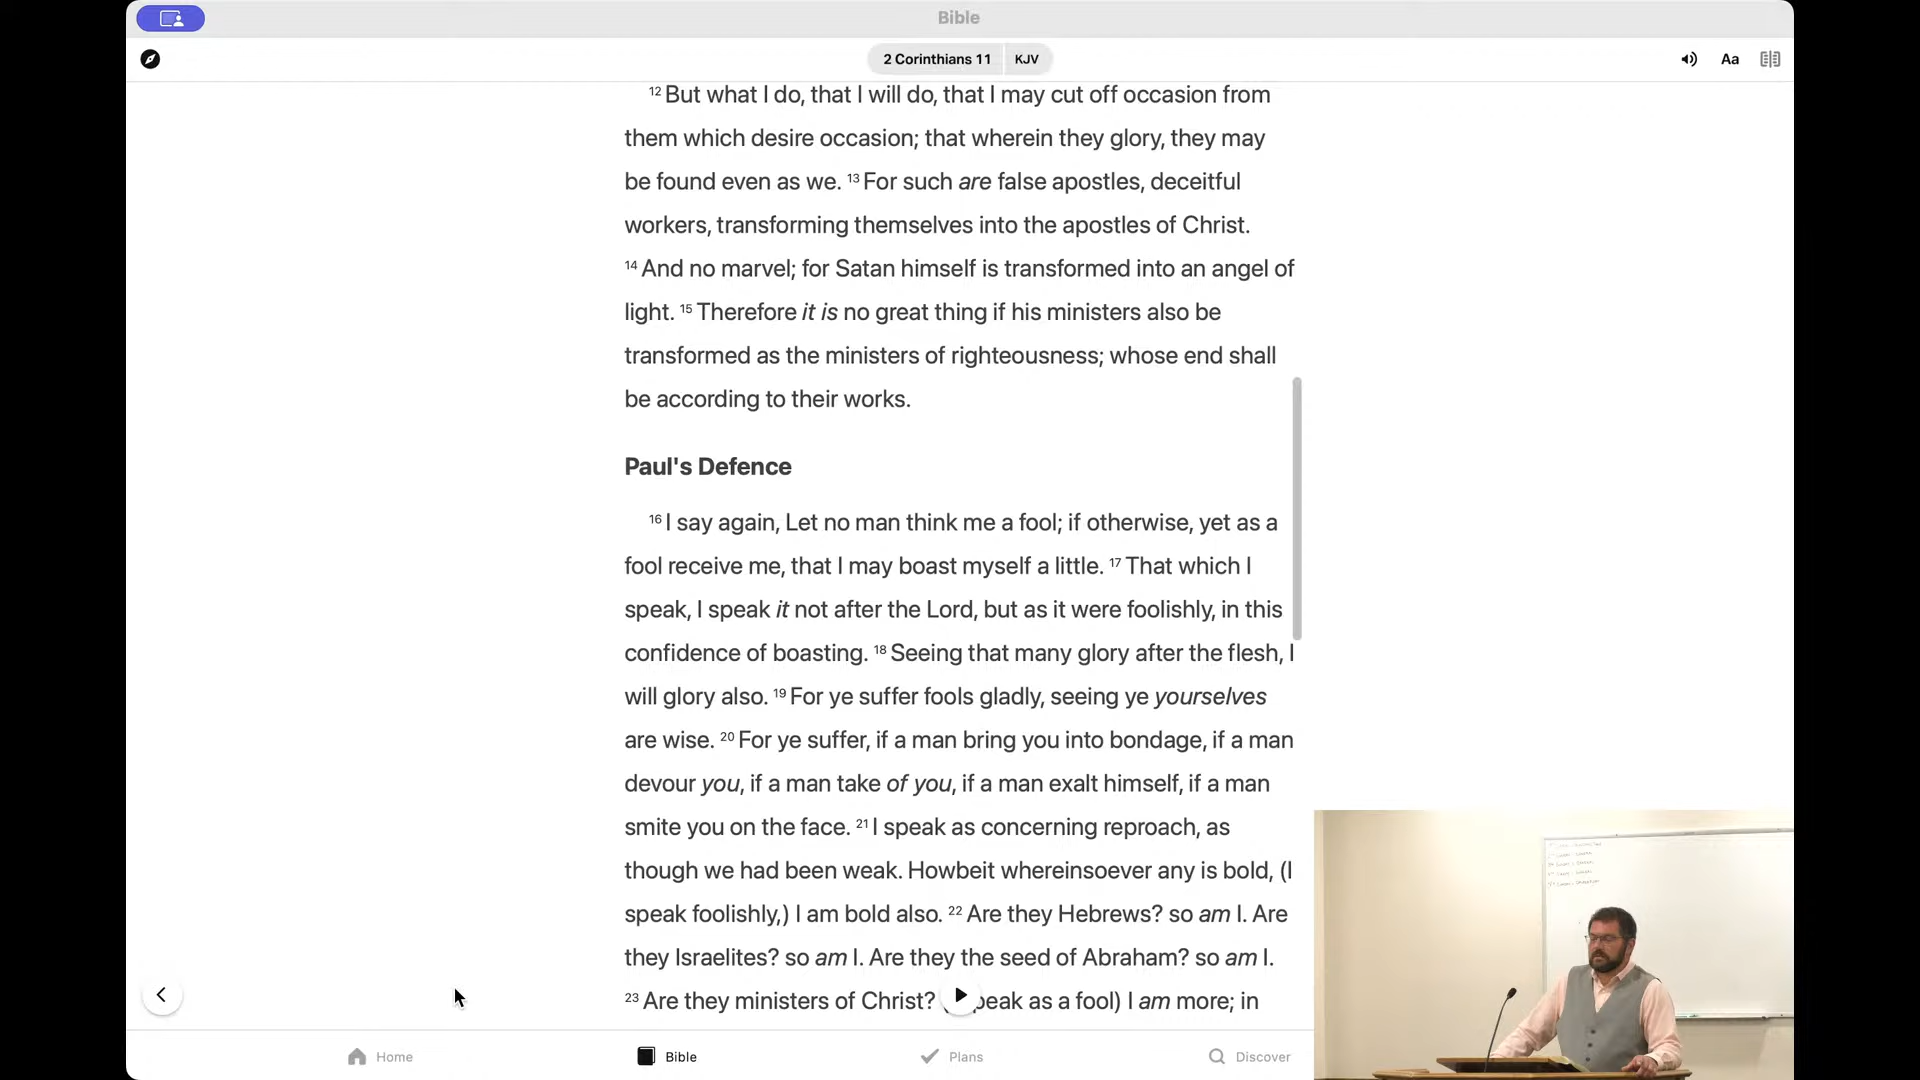 Bible
2 Corinthians 11 KJV
Aa
12 But what I do, that I will do, that I may cut off occasion from
them which desire occasion; that wherein they glory, they may
be found even as we. 13 For such are false apostles, deceitful
workers, transforming themselves into the apostles of Christ.
14 And no marvel; for Satan himself is transformed into an angel of
light. 15 Therefore it is no great thing if his ministers also be
transformed as the ministers of righteousness; whose end shall
be according to their works.
Paul's Defence
16 I say again, Let no man think me a fool; if otherwise, yet as a
fool receive me, that I may boast myself a little. 17 That which I
speak, I speak it not after the Lord, but as it were foolishly, in this
confidence of boasting. 18 Seeing that many glory after the flesh, I
will glory also. 19 For ye suffer fools gladly, seeing ye yourselves
are wise. 20 For ye suffer, if a man bring you into bondage, if a man
devour you, if a man take of you, if a man exalt himself, if a man
smite you on the face. 21 I speak as concerning reproach, as
though we had been weak. Howbeit whereinsoever any is bold, (I
speak foolishly,) I am bold also. 22 Are they Hebrews? so am I. Are
they Israelites? so am I. Are they the seed of Abraham? so am I.
23 Are they ministers of Christ? (peak as a fool) I am more; in
Home Bible Plans Discover